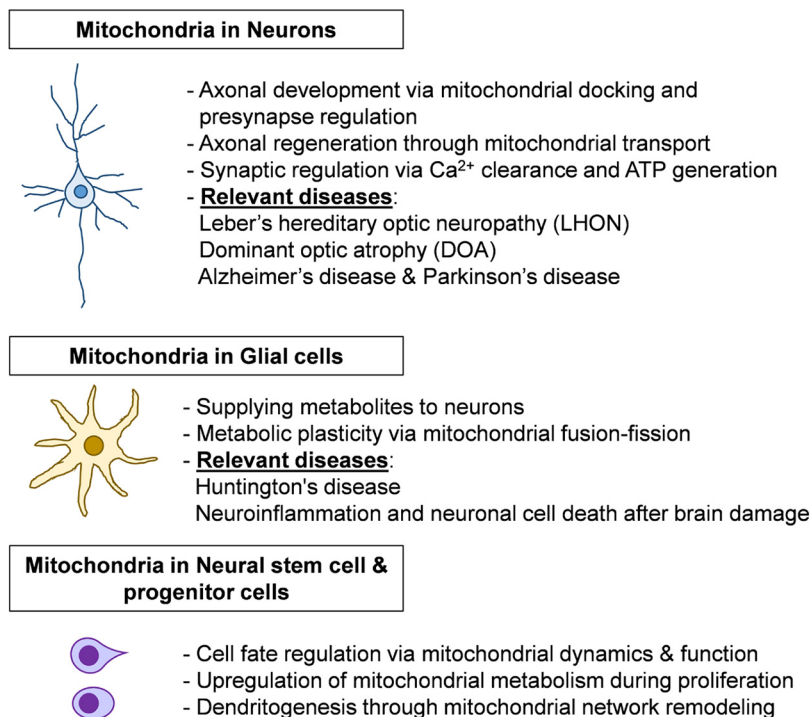 Mitochondria in Neurons
- Axonal development via mitochondrial docking and
presynapse regulation
- Axonal regeneration through mitochondrial transport
- Synaptic regulation via Ca²⁺ clearance and ATP generation
- Relevant diseases:
Leber's hereditary optic neuropathy (LHON)
Dominant optic atrophy (DOA)
Alzheimer's disease & Parkinson's disease
Mitochondria in Glial cells
- Supplying metabolites to neurons
- Metabolic plasticity via mitochondrial fusion-fission
- Relevant diseases:
Huntington's disease
Neuroinflammation and neuronal cell death after brain damage
Mitochondria in Neural stem cell &
progenitor cells
- Cell fate regulation via mitochondrial dynamics & function
- Upregulation of mitochondrial metabolism during proliferation
- Dendritogenesis through mitochondrial network remodeling